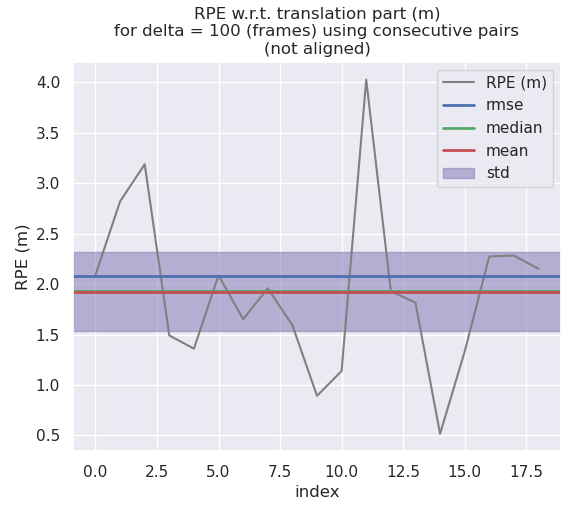 RPE w.r.t. translation part (m)
for delta = 100 (frames) using consecutive pairs
(not aligned)
RPE (m)
4.0
3.5
3.0
2.5
2.0
1.5
1.0
0.5
RPE (m)
rmse
median
mean
std
0.0 2.5 5.0 7.5 10.0 12.5 15.0 17.5
index